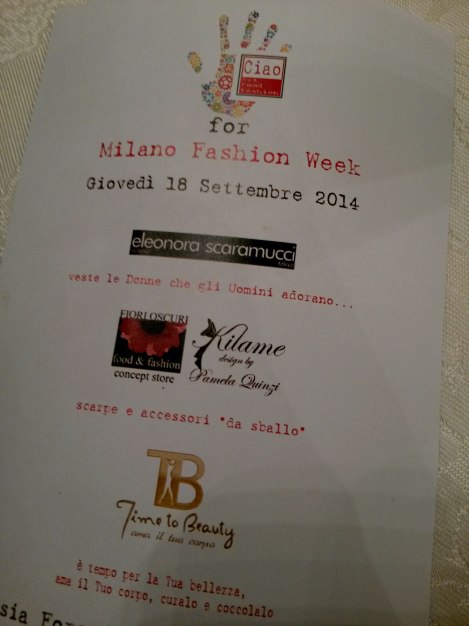 Ciao
for
Milano Fashion Week
Giovedì 18 Settembre 2014
eleonora scaramucci
veste le Donne che gli Uomini adorano...
FIORI OSCURI
food & fashion
concept store
Kilame
design by
Pamela Quinzi
scarpe e accessori "da sballo"
TB
Time to Beauty
ama il tuo corpo
è tempo per la Tua bellezza,
ama il Tuo corpo, curalo e coccolalo